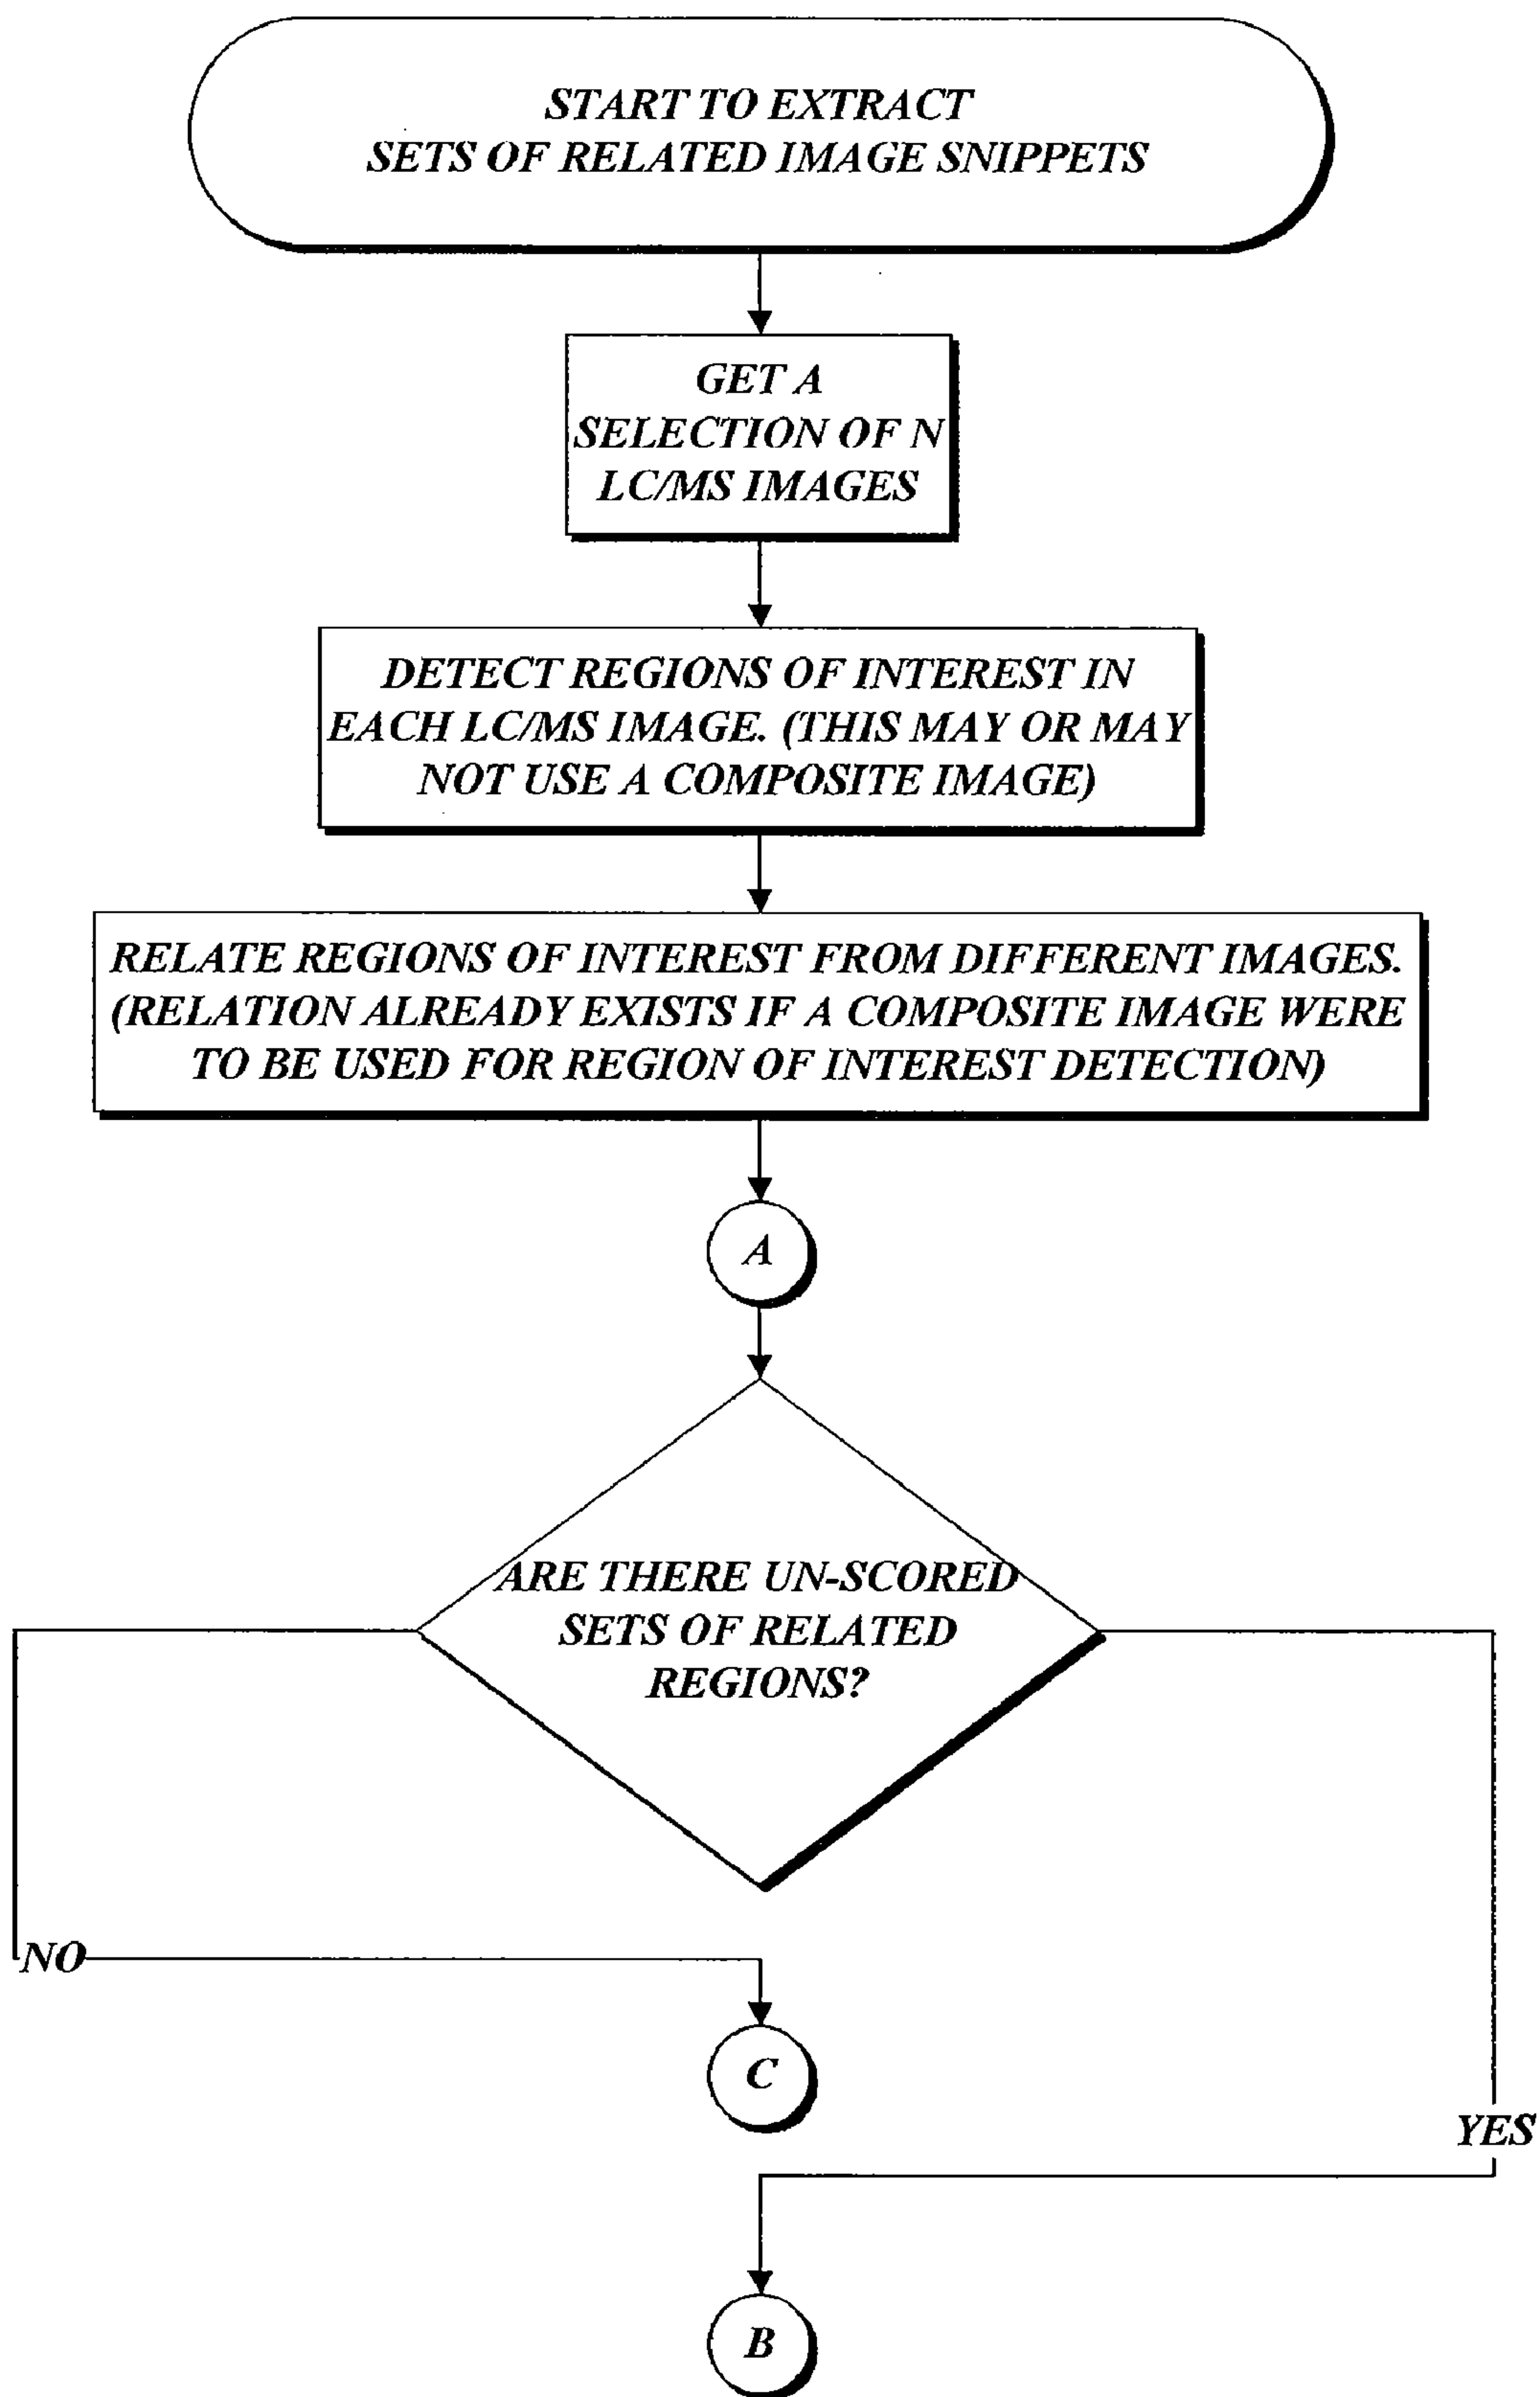 START TO EXTRACT
SETS OF RELATED IMAGE SNIPPETS
GET A
SELECTION OF N
LC/MS IMAGES
DETECT REGIONS OF INTEREST IN
EACH LC/MS IMAGE. (THIS MAY OR MAY
NOT USE A COMPOSITE IMAGE)
RELATE REGIONS OF INTEREST FROM DIFFERENT IMAGES.
(RELATION ALREADY EXISTS IF A COMPOSITE IMAGE WERE
TO BE USED FOR REGION OF INTEREST DETECTION)
A
ARE THERE UN-SCORED
SETS OF RELATED
REGIONS?
NO
C
YES
B